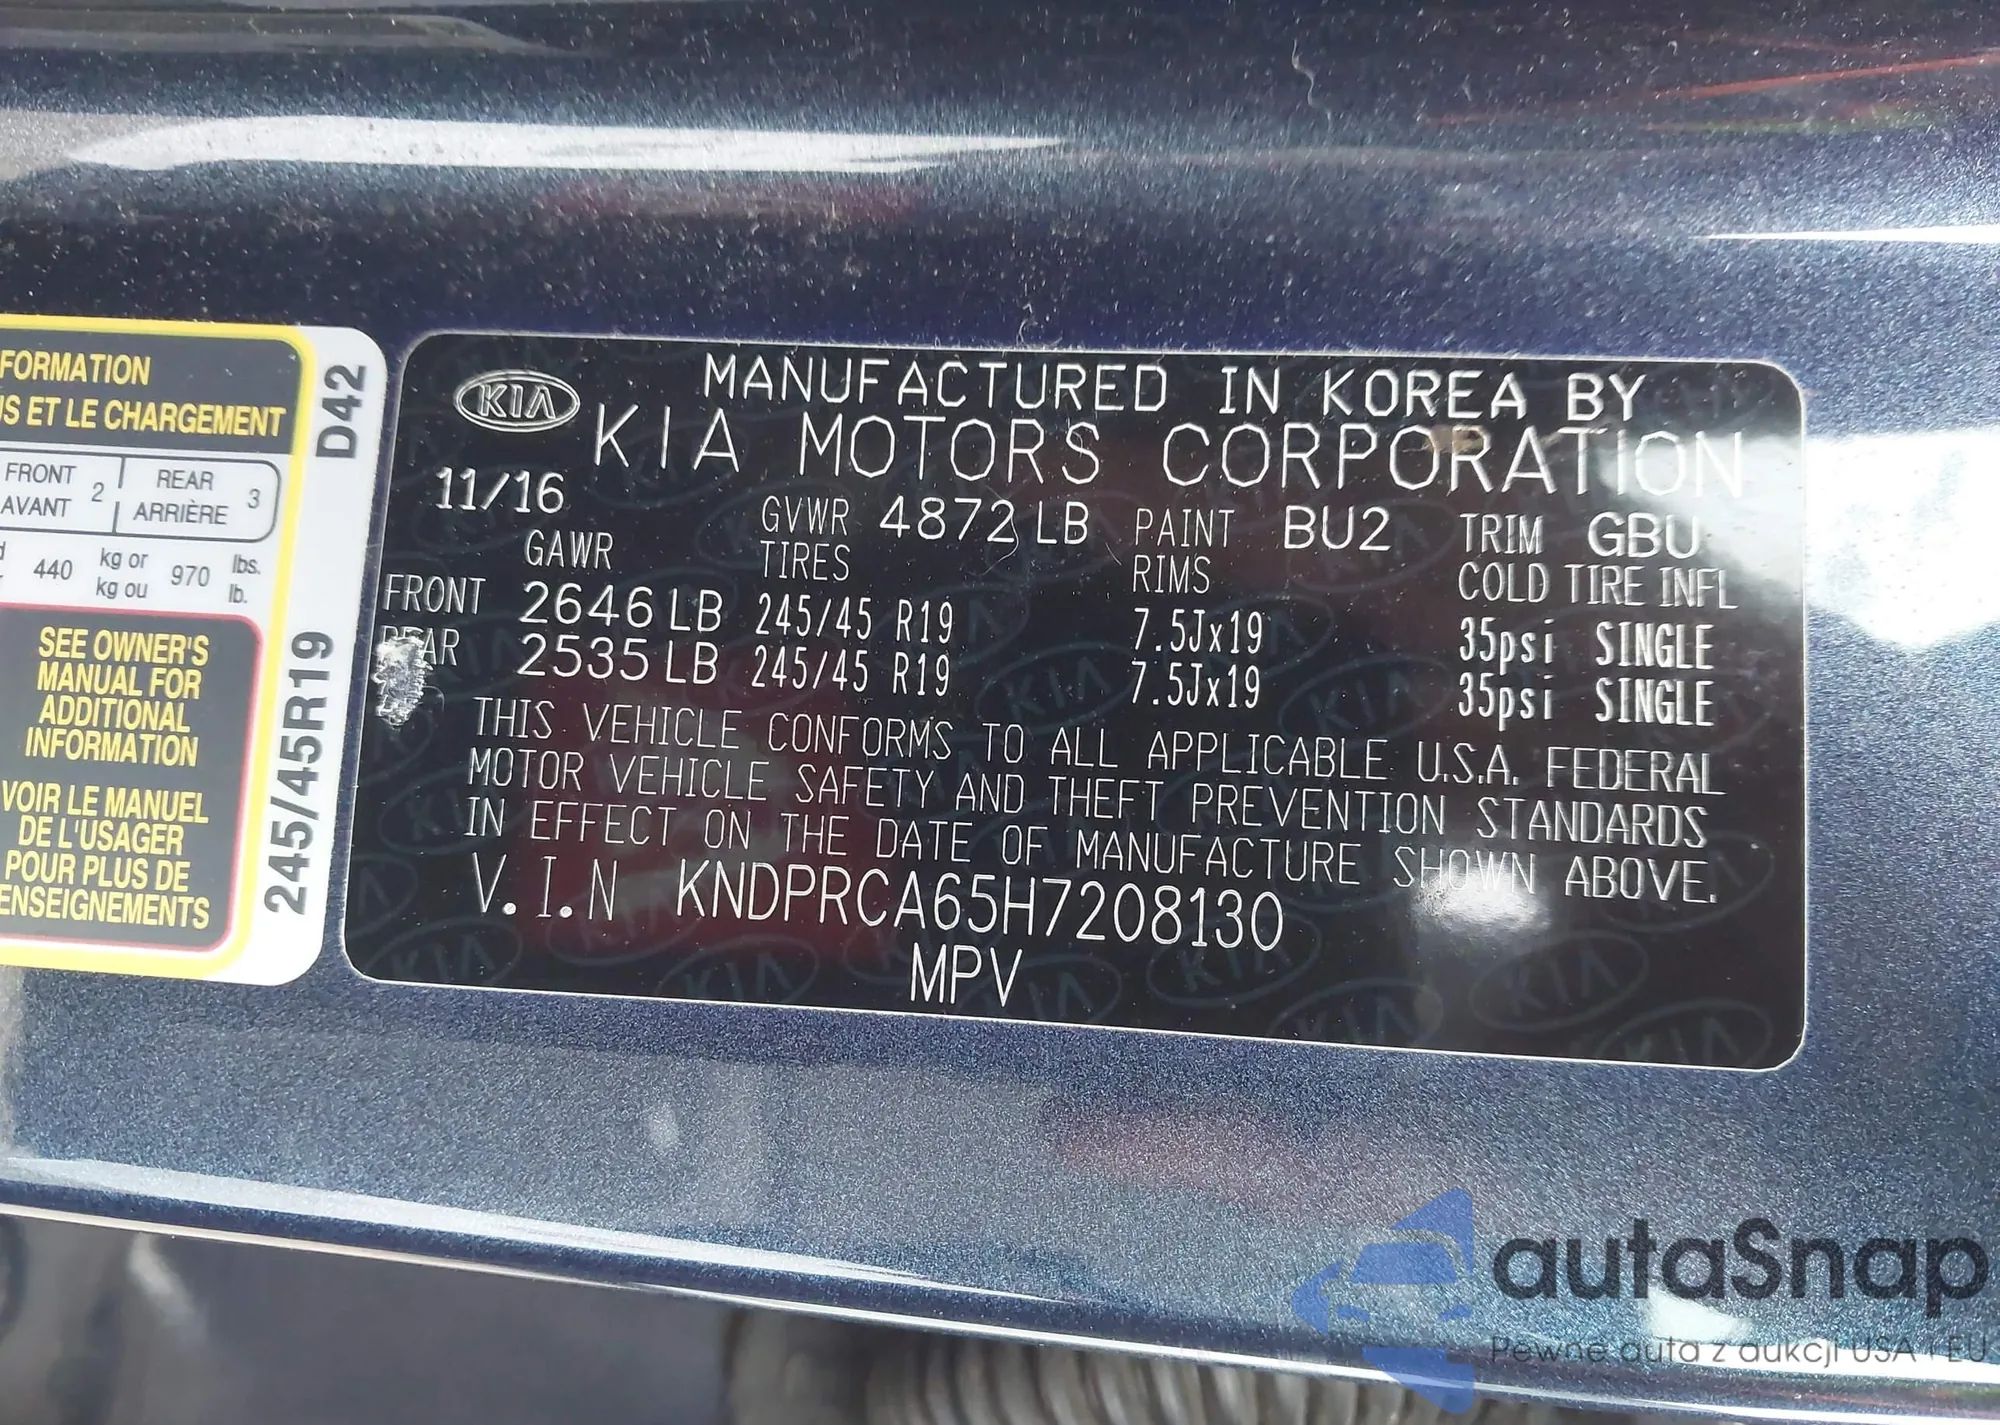 FORMATION
US ET LE CHARGEMENT
FRONT 2 REAR 3
AVANT ARRIÈRE
440 kg or 970 lbs.
kg ou lb.
SEE OWNER'S
MANUAL FOR
ADDITIONAL
INFORMATION
VOIR LE MANUEL
DE L'USAGER
POUR PLUS DE
ENSEIGNEMENTS
D42
245/45R19
KIA
MANUFACTURED IN KOREA BY
KIA MOTORS CORPORATION
11/16 GVWR 4872 LB PAINT BU2 TRIM GBU
GAWR TIRES RIMS COLD TIRE INFL
FRONT 2646 LB 245/45 R19 7.5Jx19 35psi SINGLE
REAR 2535 LB 245/45 R19 7.5Jx19 35psi SINGLE
THIS VEHICLE CONFORMS TO ALL APPLICABLE U.S.A. FEDERAL
MOTOR VEHICLE SAFETY AND THEFT PREVENTION STANDARDS
IN EFFECT ON THE DATE OF MANUFACTURE SHOWN ABOVE.
V.I.N KNDPRCA65H7208130
MPV
autaSnap
Pewne auta z aukcji USA i EU